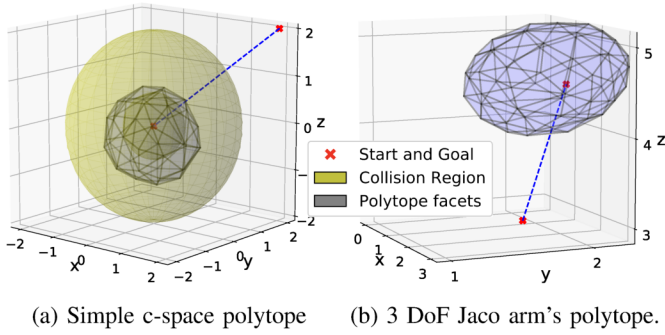 2
1
0
z
−1
−2
−2
−1
0
1
2
x
−2
−1
0
1
2
y
Start and Goal
Collision Region
Polytope facets
5
4
3
z
0
1
2
3
x
1
2
y
(a) Simple c-space polytope
(b) 3 DoF Jaco arm's polytope.